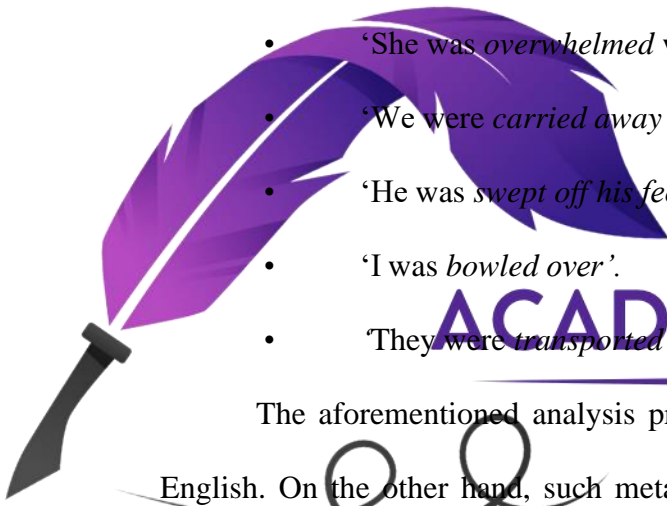 • ‘She was overwhelmed
• ‘We were carried away
• ‘He was swept off his
• ‘I was bowled over’.
ACAD
• ‘They were transported
The aforementioned analysis
English. On the other hand, such